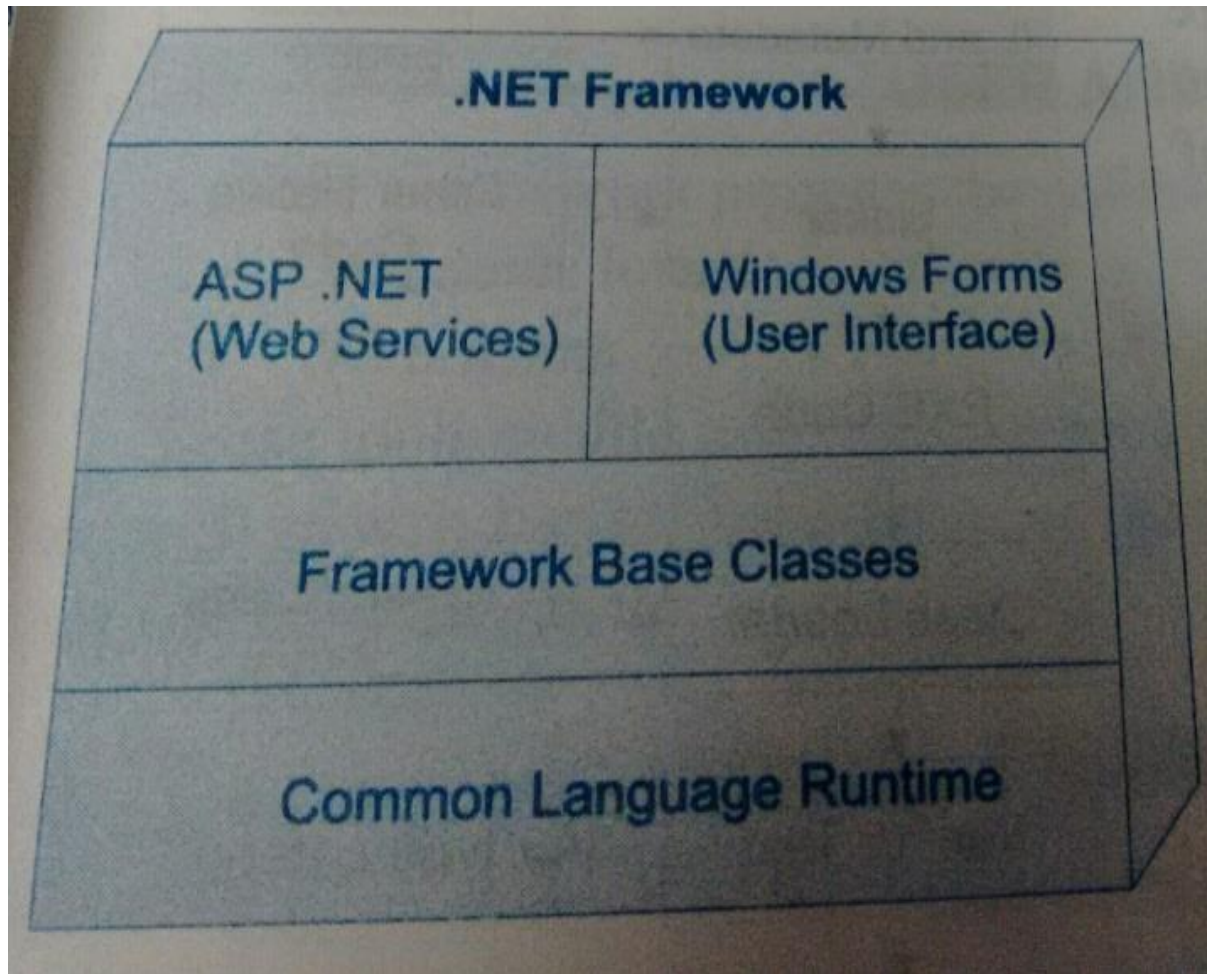 .NET Framework
ASP .NET
(Web Services)
Windows Forms
(User Interface)
Framework Base Classes
Common Language Runtime